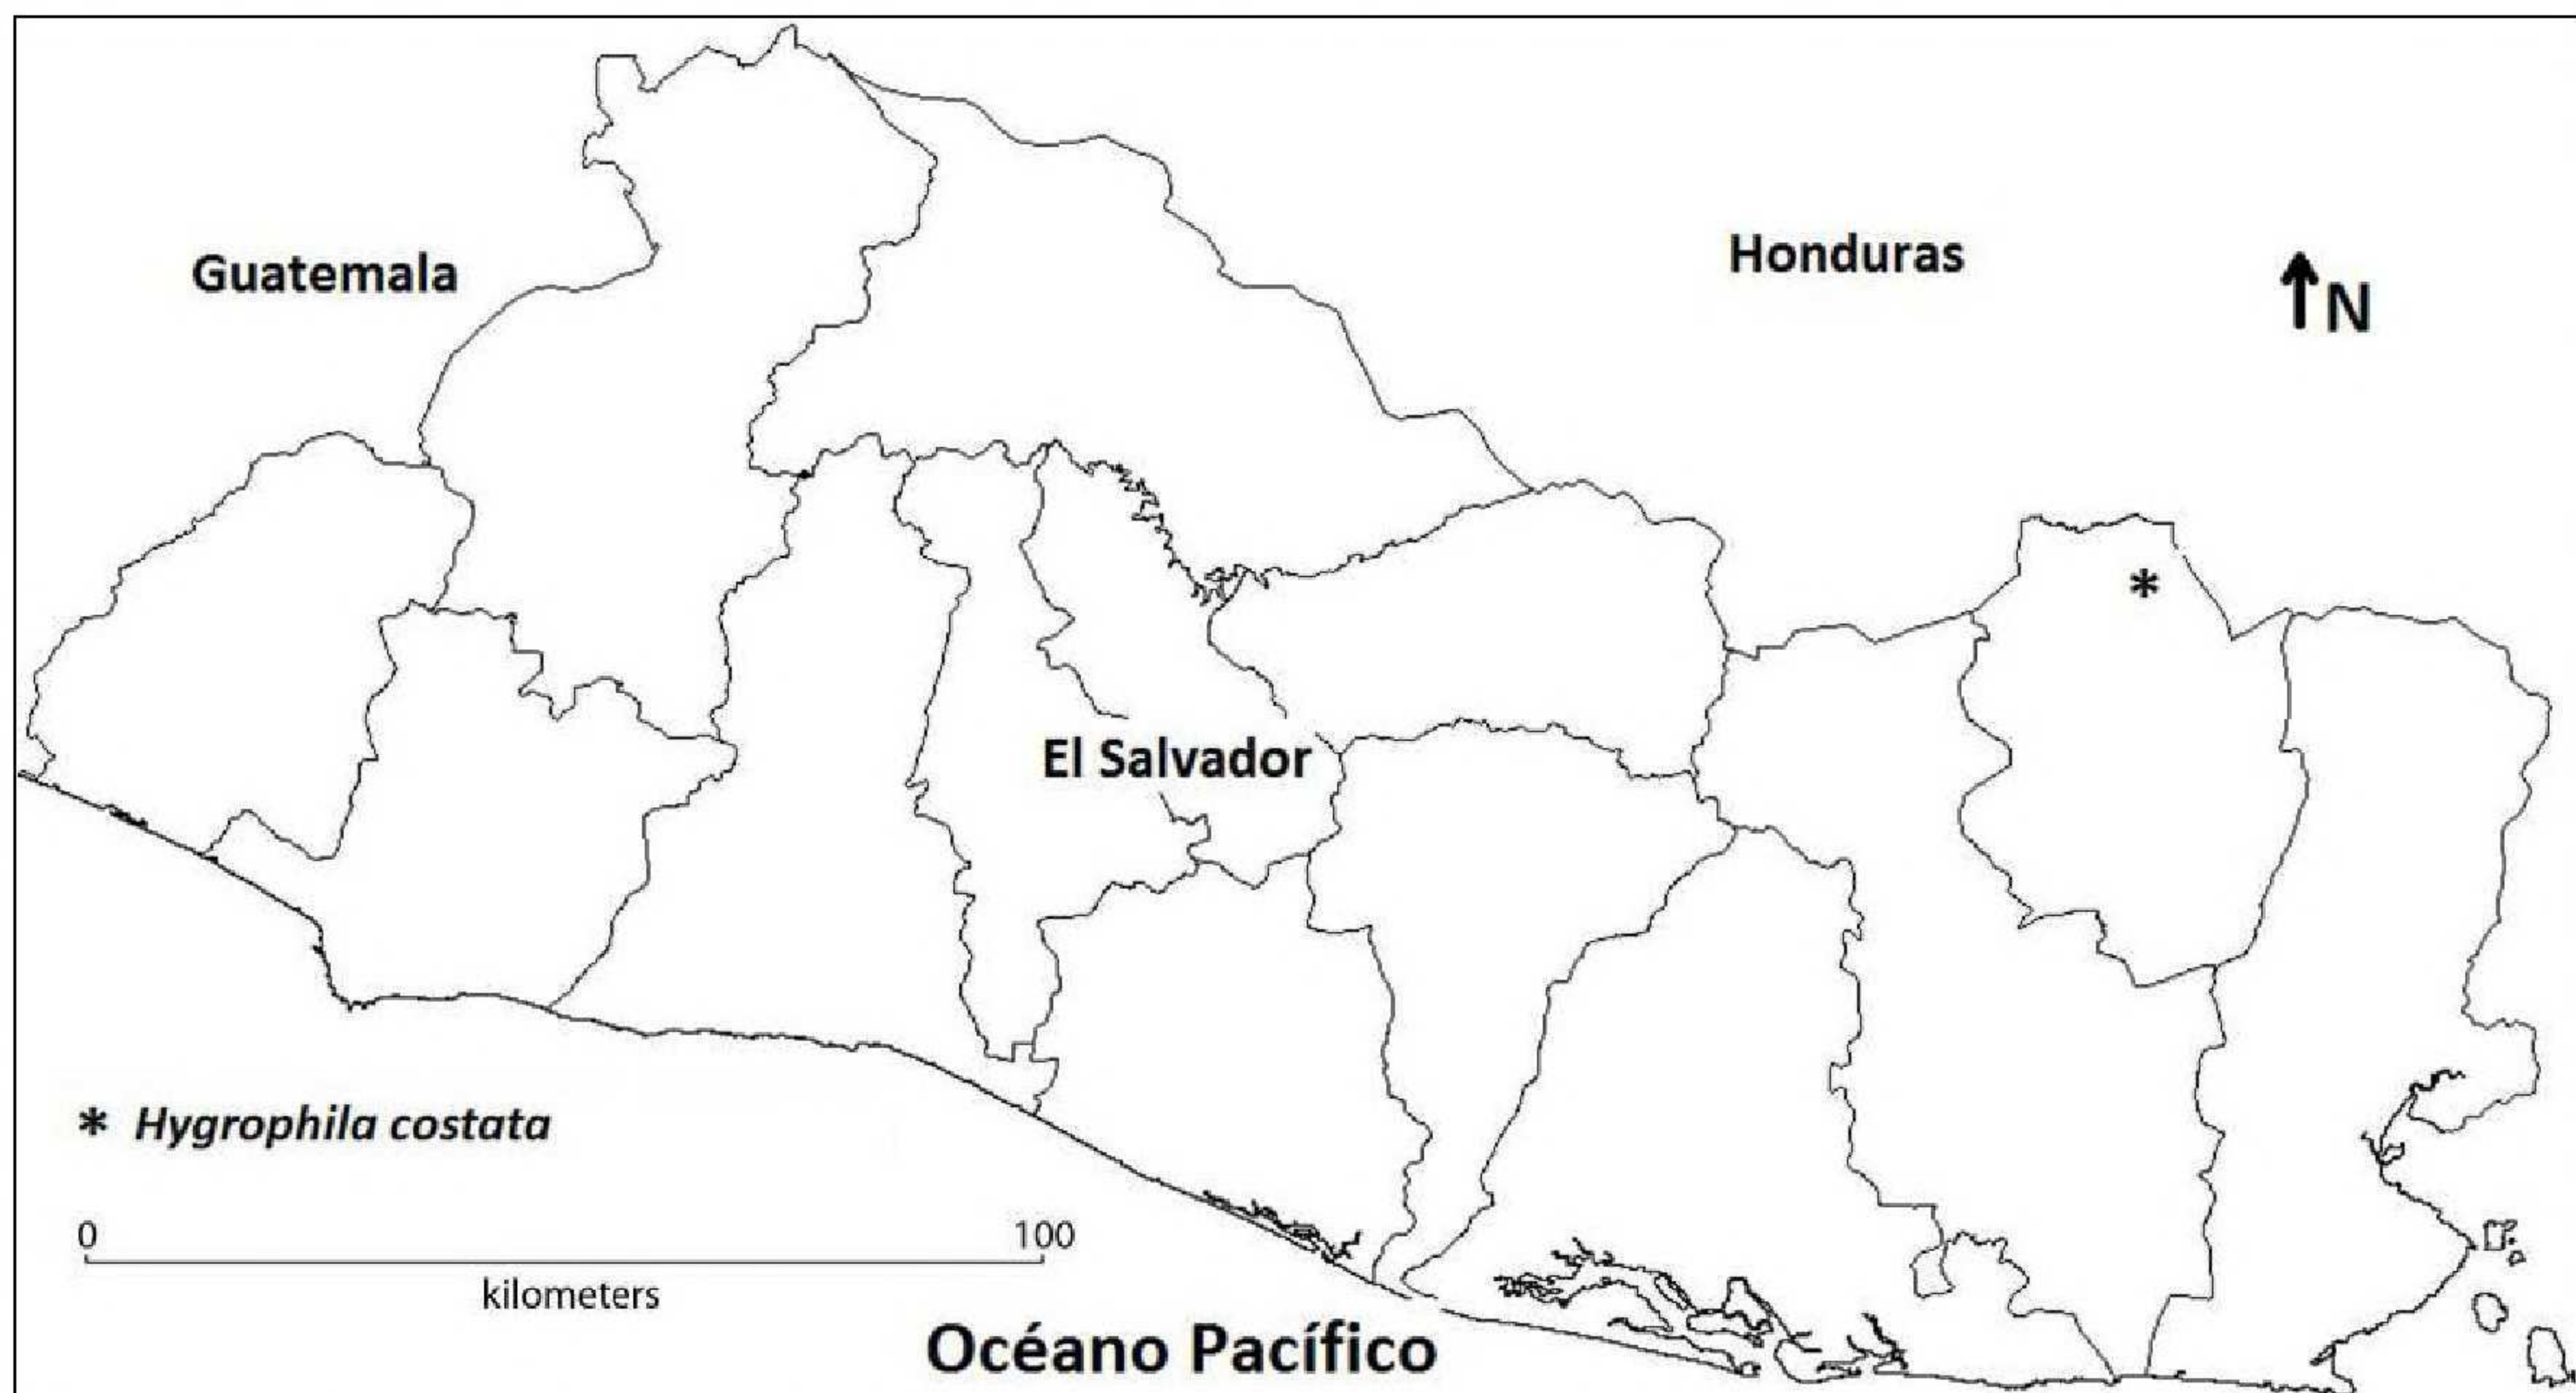 Guatemala
Honduras
N
El Salvador
* Hygrophila costata
0 100
kilometers
Océano Pacífico